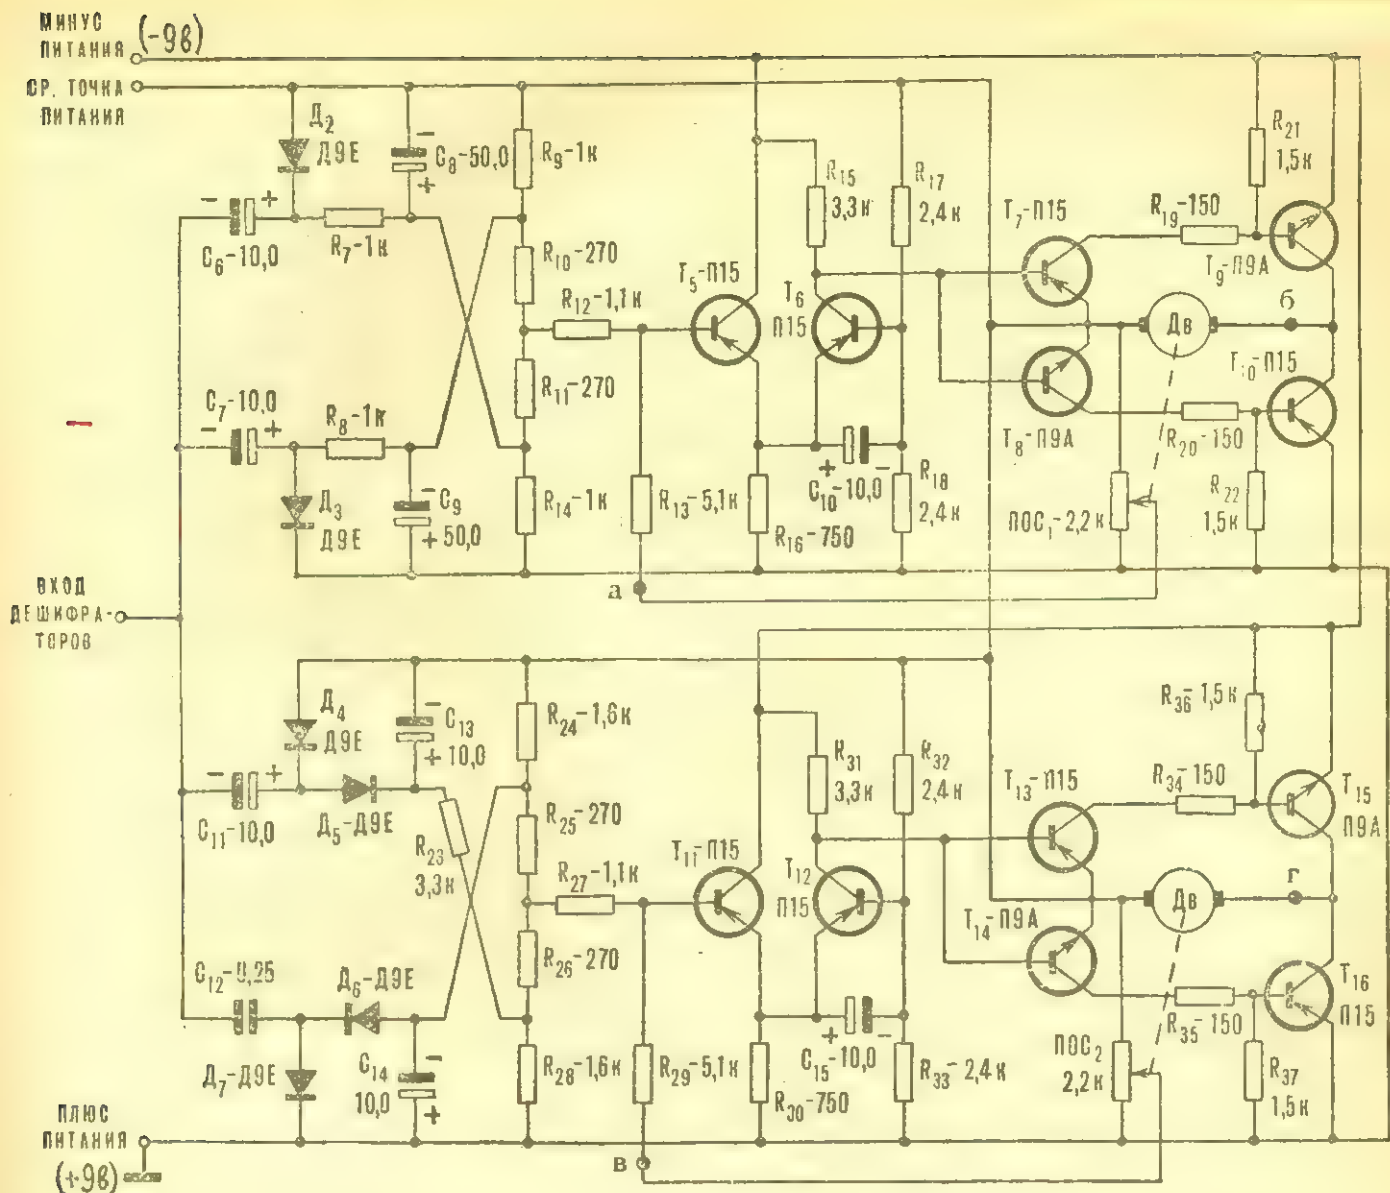 МИНУС
ПИТАНИЯ
(-9в)
СР. ТОЧКА
ПИТАНИЯ
Д2
Д9Е
С8-50,0
R9-1к
С6-10,0
R7-1к
R10-270
R12-1,1к
R11-270
С7-10,0
R8-1к
Д3
Д9Е
С9
50,0
R14-1к
R13-5,1к
R16-750
Т5-П15
R15
3,3к
R17
2,4к
Т6
П15
С10-10,0
R18
2,4к
Т7-П15
R19-150
R21
1,5к
Т9-П9А
б
Дв
Т10-П15
Т8-П9А
R20-150
ПОС1-2,2к
R22
1,5к
а
ВХОД
ДЕШИФРА-
ТОРОВ
Д4
Д9Е
С13
10,0
R24-1,6к
С11-10,0
Д5-Д9Е
R23
3,3к
R25-270
R27-1,1к
R26-270
С12-0,25
Д6-Д9Е
Д7-Д9Е
С14
10,0
R28-1,6к
R29-5,1к
R30-750
Т11-П15
R31
3,3к
R32
2,4к
Т12
П15
С15-10,0
R33-2,4к
Т13-П15
R34-150
R36-1,5к
Т15
П9А
г
Дв
Т14-П9А
Т16
П15
R35-150
ПОС2
2,2к
R37
1,5к
в
ПЛЮС
ПИТАНИЯ
(+9в)